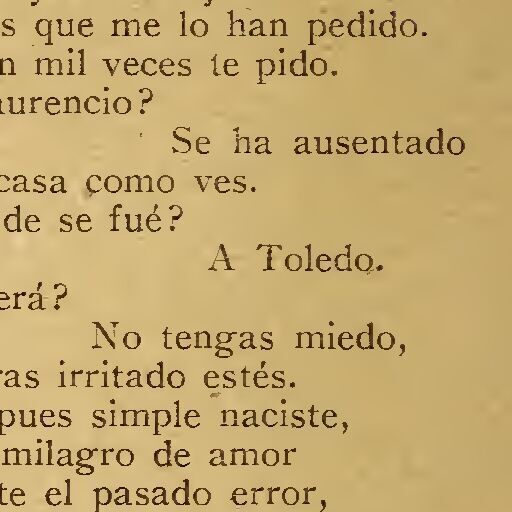 s que me lo han pedido.
n mil veces te pido.
urencio?
Se ha ausentado
casa como ves.
de se fué?
A Toledo.
erá?
No tengas miedo,
ras irritado estés.
pues simple naciste,
milagro de amor
te el pasado error,